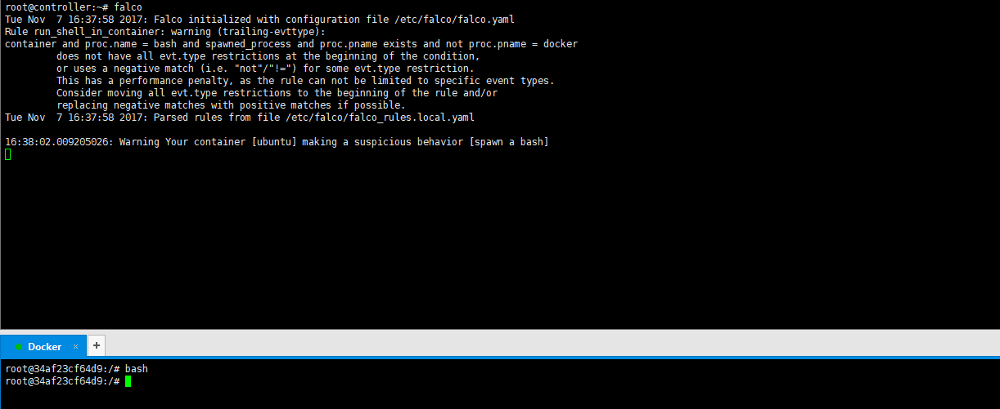 root@controller:~# falco
Tue Nov  7 16:37:58 2017: Falco initialized with configuration file /etc/falco/falco.yaml
Rule run_shell_in_container: warning (trailing-evttype):
container and proc.name = bash and spawned_process and proc.pname exists and not proc.pname = docker
         does not have all evt.type restrictions at the beginning of the condition,
         or uses a negative match (i.e. "not"/"!=") for some evt.type restriction.
         This has a performance penalty, as the rule can not be limited to specific event types.
         Consider moving all evt.type restrictions to the beginning of the rule and/or
         replacing negative matches with positive matches if possible.
Tue Nov  7 16:37:58 2017: Parsed rules from file /etc/falco/falco_rules.local.yaml
16:38:02.009205026: Warning Your container [ubuntu] making a suspicious behavior [spawn a bash]
Docker × +
root@34af23cf64d9:/# bash
root@34af23cf64d9:/#